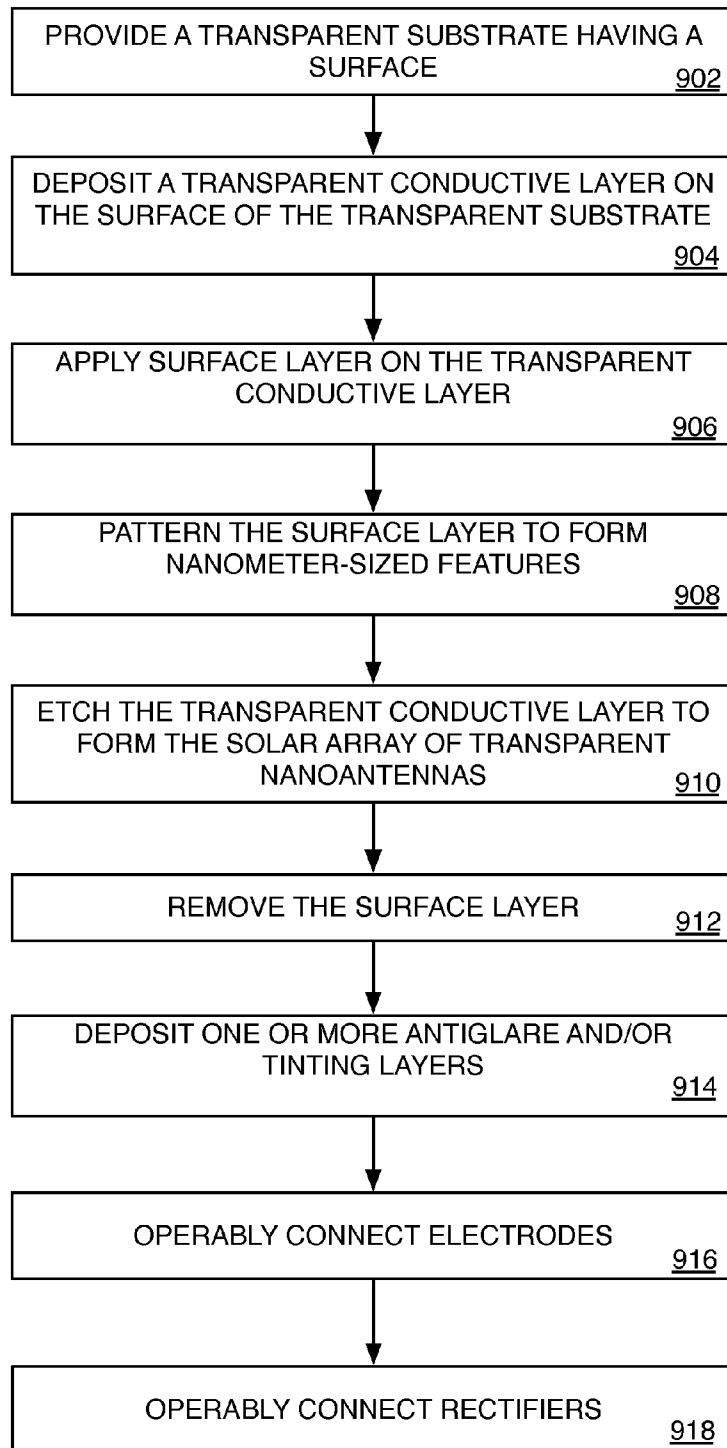 PROVIDE A TRANSPARENT SUBSTRATE HAVING A
SURFACE
902
DEPOSIT A TRANSPARENT CONDUCTIVE LAYER ON
THE SURFACE OF THE TRANSPARENT SUBSTRATE
904
APPLY SURFACE LAYER ON THE TRANSPARENT
CONDUCTIVE LAYER
906
PATTERN THE SURFACE LAYER TO FORM
NANOMETER-SIZED FEATURES
908
ETCH THE TRANSPARENT CONDUCTIVE LAYER TO
FORM THE SOLAR ARRAY OF TRANSPARENT
NANOANTENNAS
910
REMOVE THE SURFACE LAYER
912
DEPOSIT ONE OR MORE ANTIGLARE AND/OR
TINTING LAYERS
914
OPERABLY CONNECT ELECTRODES
916
OPERABLY CONNECT RECTIFIERS
918